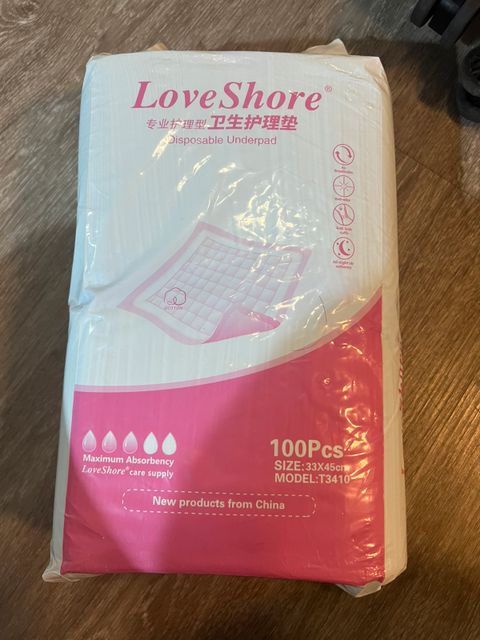 LoveShore®
专业护理型 卫生护理垫
Disposable Underpad
COTTON
Maximum Absorbency
LoveShore® care supply
100Pcs
SIZE:33X45c
MODEL:T3410
New products from China